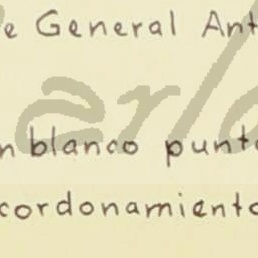 e General Ant
n blanco punto
cordonamiento